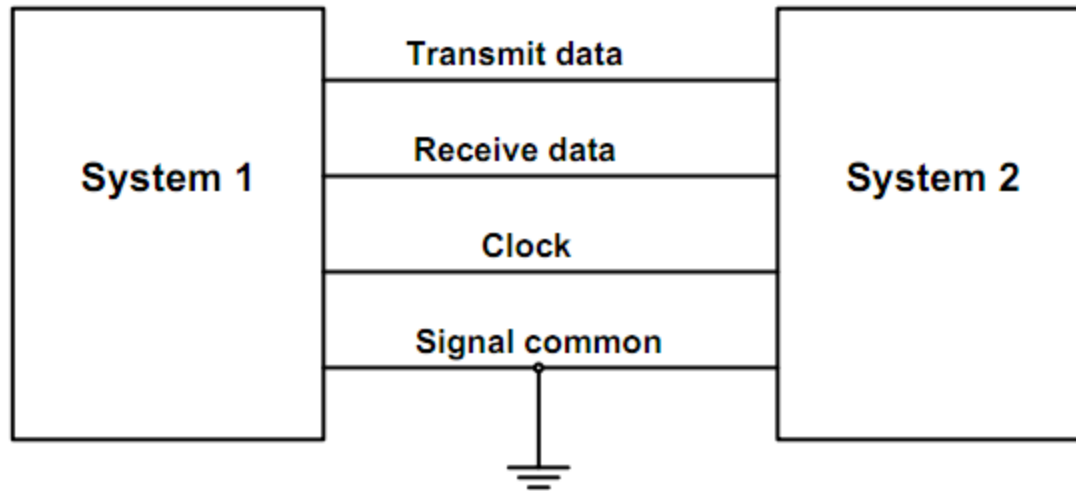 Transmit data
Receive data
System 1
System 2
Clock
Signal common